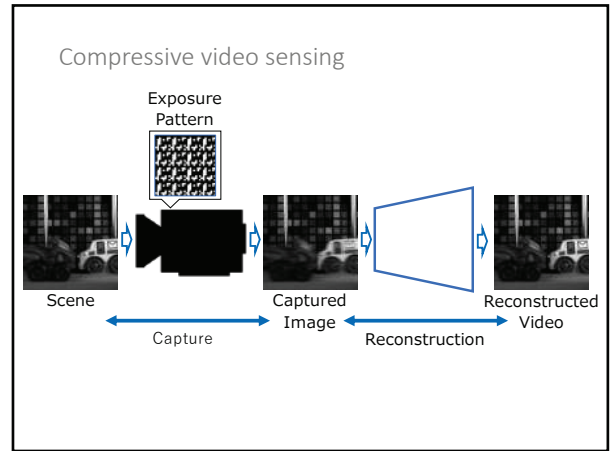 Compressive video sensing
Exposure
Pattern
Scene
Captured
Image
Reconstructed
Video
Capture
Reconstruction